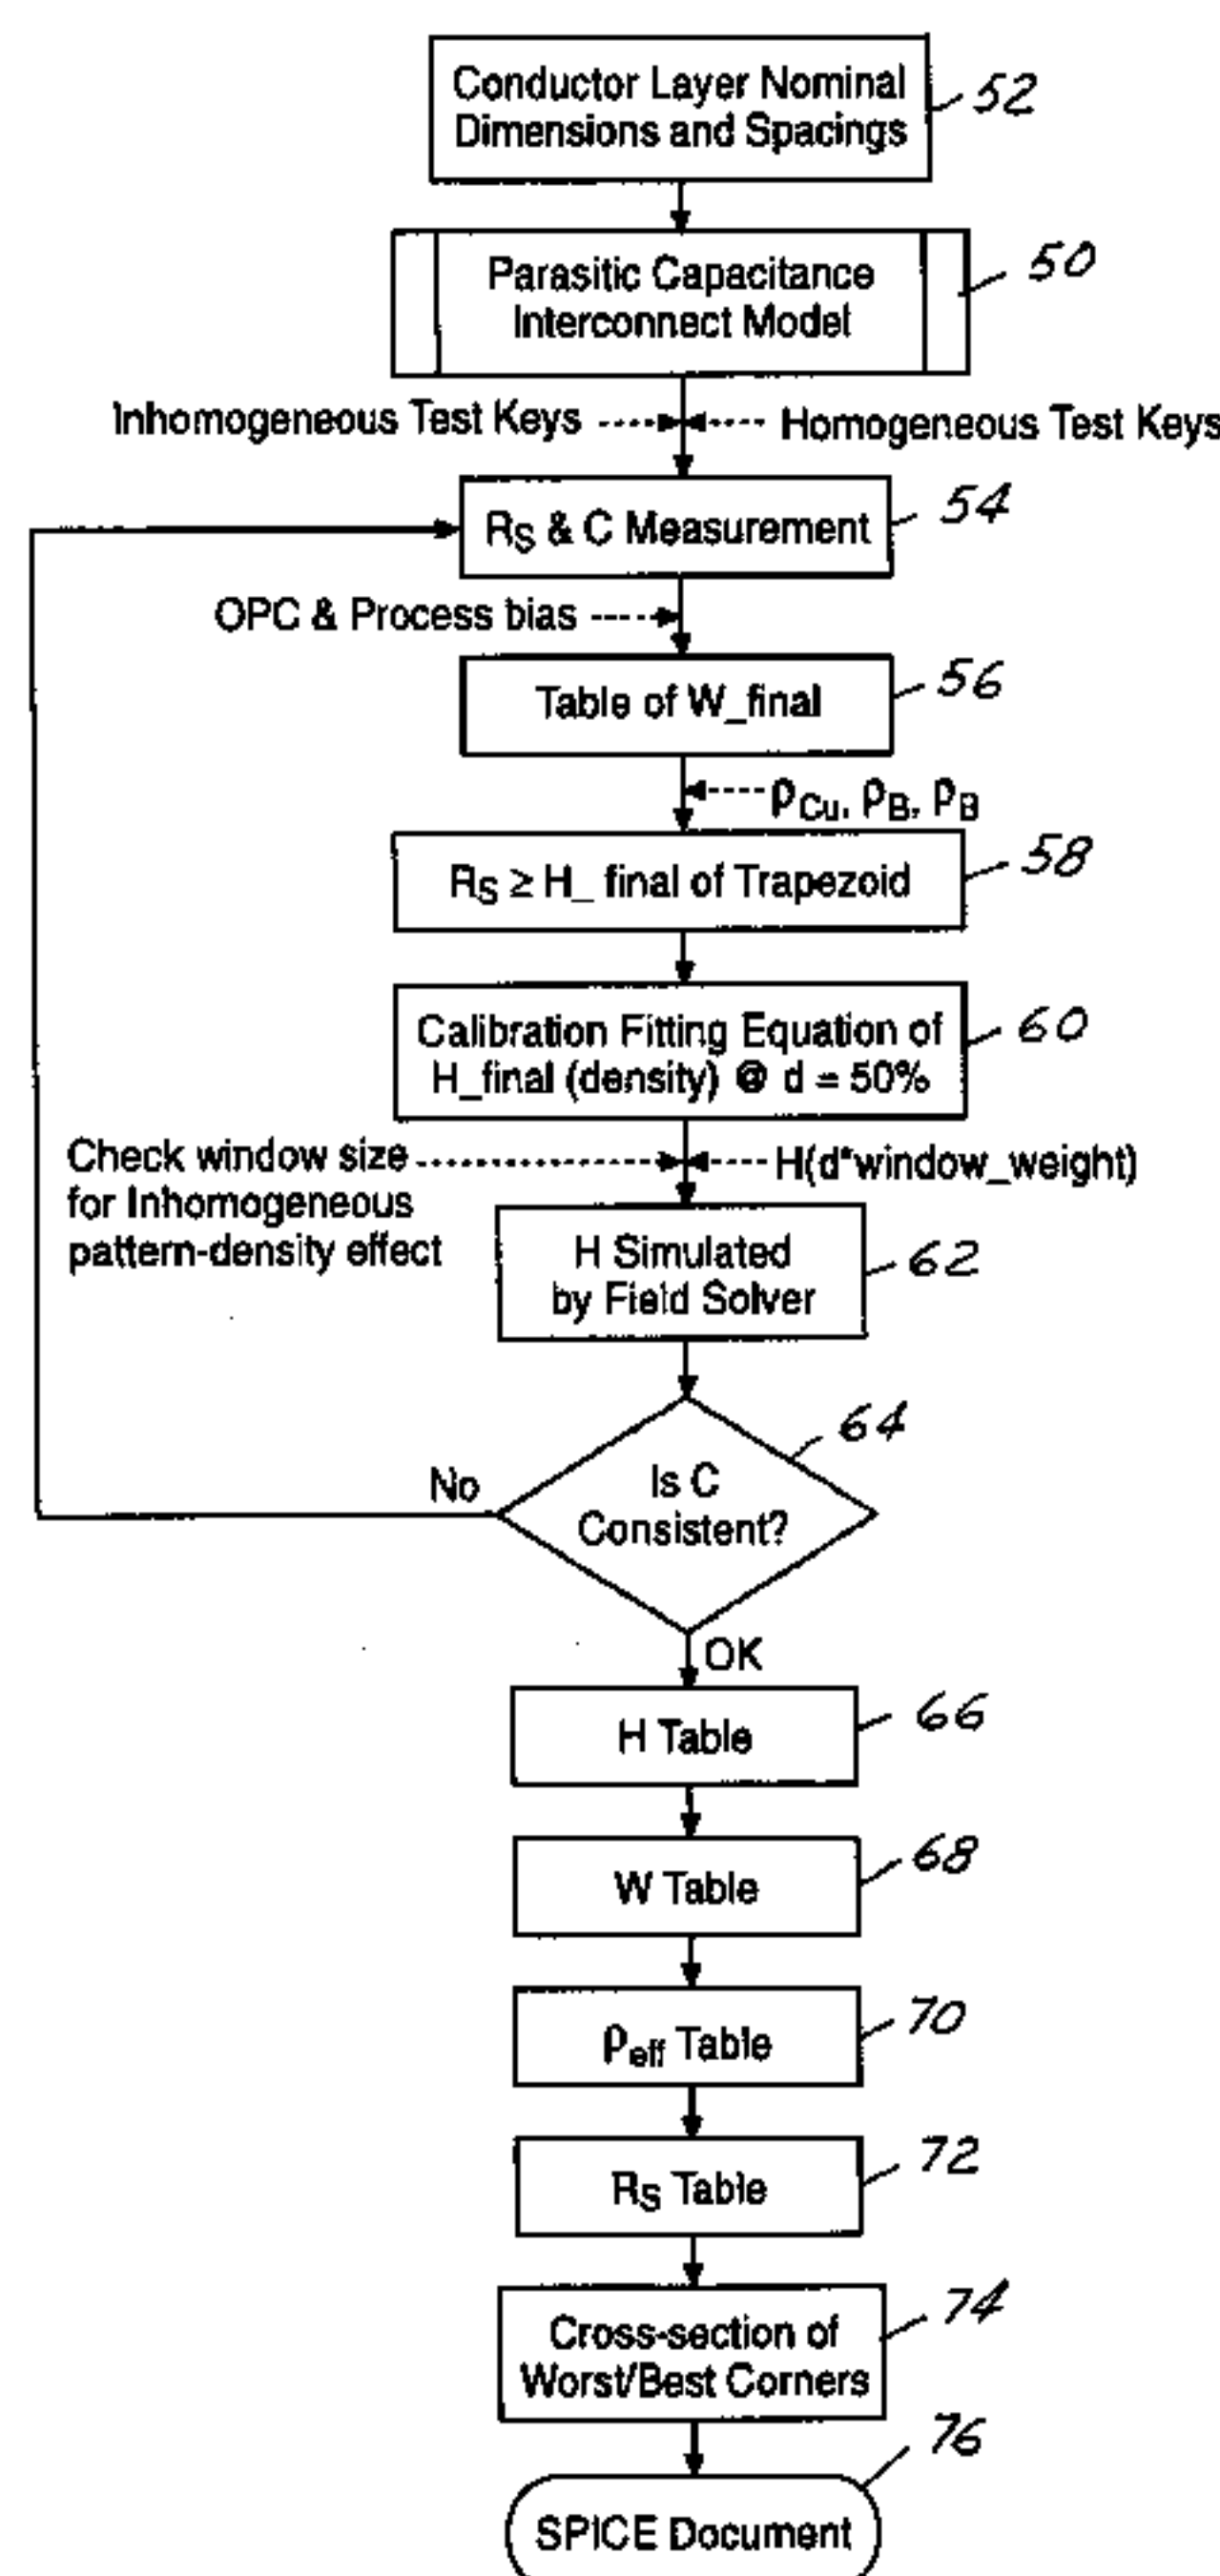 Conductor Layer Nominal
Dimensions and Spacings
52
Parasitic Capacitance
Interconnect Model
50
Inhomogeneous Test Keys
Homogeneous Test Keys
RS & C Measurement
54
OPC & Process bias
Table of W_final
56
ρCu, ρB, ρB
RS ≥ H_ final of Trapezoid
58
Calibration Fitting Equation of
H_final (density) @ d = 50%
60
Check window size
for Inhomogeneous
pattern-density effect
H(d*window_weight)
H Simulated
by Field Solver
62
Is C
Consistent?
64
No
OK
H Table
66
W Table
68
ρeff Table
70
RS Table
72
Cross-section of
Worst/Best Corners
74
SPICE Document
76